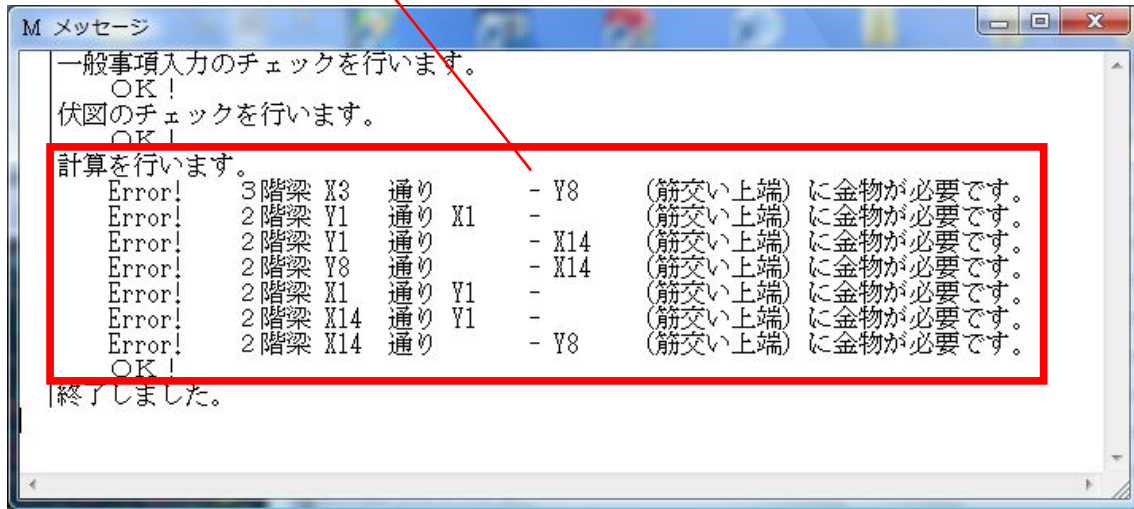 M メッセージ
一般事項入力のチェックを行います。
OK!
伏図のチェックを行います。
OK!
計算を行います。
Error! 3階梁 X3 通り - Y8 (筋交い上端) に金物が必要です。
Error! 2階梁 Y1 通り X1 - (筋交い上端) に金物が必要です。
Error! 2階梁 Y1 通り - X14 (筋交い上端) に金物が必要です。
Error! 2階梁 Y8 通り - X14 (筋交い上端) に金物が必要です。
Error! 2階梁 X1 通り Y1 - (筋交い上端) に金物が必要です。
Error! 2階梁 X14 通り Y1 - (筋交い上端) に金物が必要です。
Error! 2階梁 X14 通り - Y8 (筋交い上端) に金物が必要です。
OK!
終了しました。